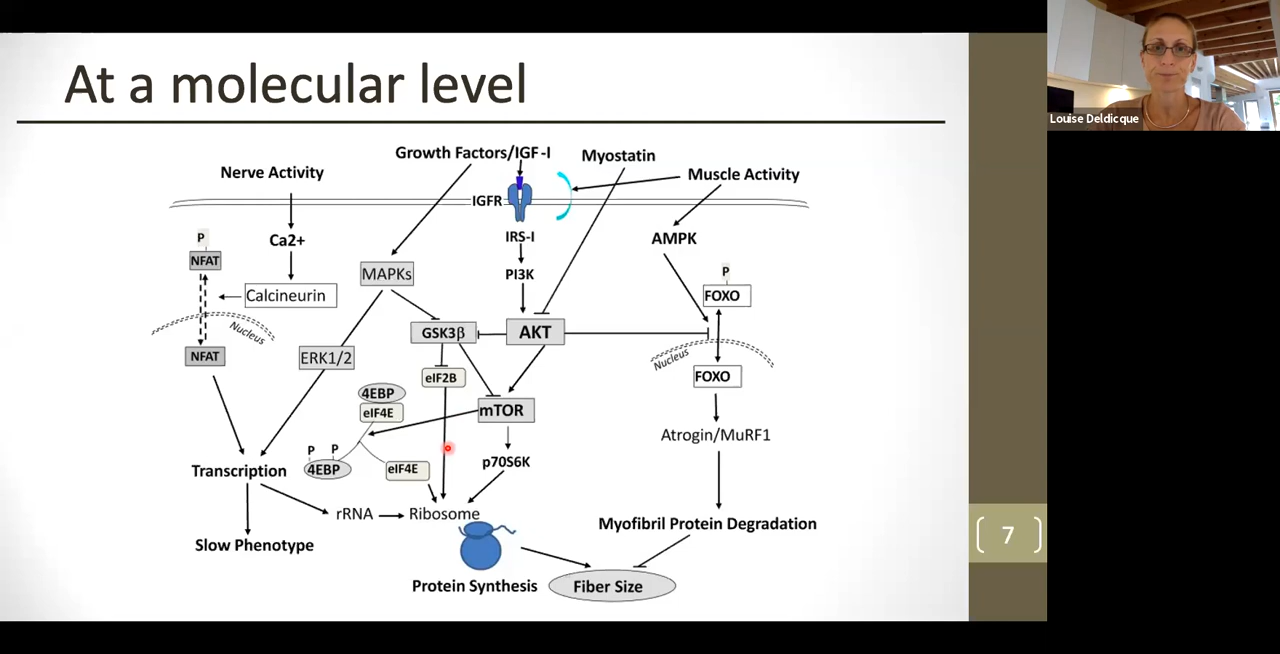 At a molecular level
Louise Deldicque
Growth Factors/IGF-I
Myostatin
Nerve Activity
Muscle Activity
IGFR
Ca2+
IRS-I
AMPK
P
NFAT
MAPKs
PI3K
P
FOXO
Calcineurin
Nucleus
GSK3β
AKT
NFAT
ERK1/2
Nucleus
eIF2B
FOXO
4EBP
eIF4E
mTOR
Atrogin/MuRF1
P P
Transcription
4EBP
eIF4E
p70S6K
rRNA
Ribosome
Myofibril Protein Degradation
7
Slow Phenotype
Protein Synthesis
Fiber Size